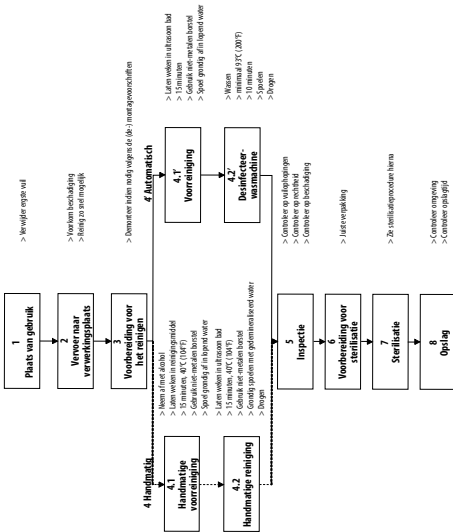 1
Plaats van gebruik
> Verwijder ergste vuil
2
Vervoer naar
verwerkingsplaats
> Voorkom beschadiging
> Reinig zo snel mogelijk
3
Voorbereiding voor
het reinigen
> Demonteer indien nodig volgens de (de-) montagevoorschriften
4 Handmatig
4.1
Handmatige
voorreiniging
> Neem af met alcohol
> Laten weken in reinigingsmiddel
> 15 minuten, 40°C (104°F)
> Gebruik niet-metalen borstel
> Spoel grondig af in lopend water
4.2
Handmatige reiniging
> Laten weken in ultrasoon bad
> 15 minuten, 40°C (104°F)
> Gebruik niet-metalen borstel
> Grondig spoelen met gedemineraliseerd water
> Drogen
4' Automatisch
4.1'
Voorreiniging
> Laten weken in ultrasoon bad
> 15 minuten
> Gebruik niet-metalen borstel
> Spoel grondig af in lopend water
4.2'
Desinfecteer-
wasmachine
> Wassen
> minimaal 93°C (200°F)
> 10 minuten
> Spoelen
> Drogen
5
Inspectie
> Controleer op vuilophopingen
> Controleer op rechtheid
> Controleer op beschadiging
6
Voorbereiding voor
sterilisatie
> Juiste verpakking
7
Sterilisatie
> Zie sterilisatieprocedure hierna
8
Opslag
> Controleer omgeving
> Controleer opslagtijd